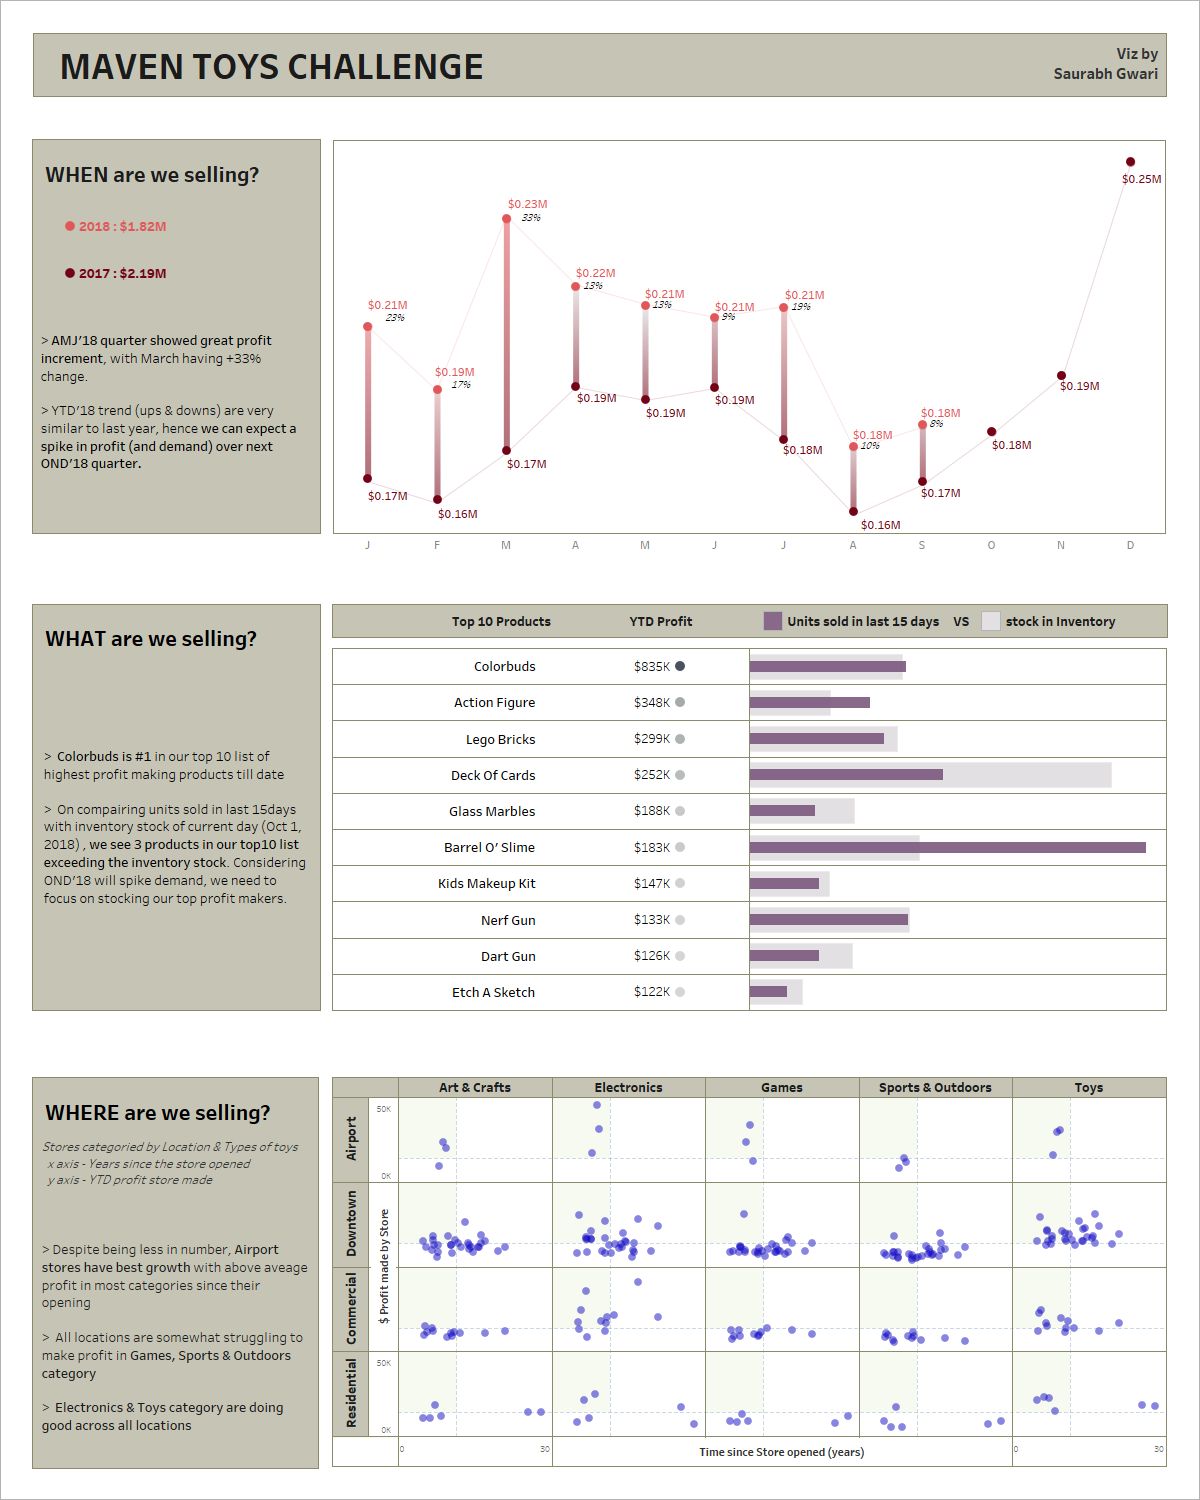 MAVEN TOYS CHALLENGE
Viz by
Saurabh Gwari
WHEN are we selling?
2018 : $1.82M
2017 : $2.19M
> AMJ'18 quarter showed great profit
increment, with March having +33%
change.
> YTD'18 trend (ups & downs) are very
similar to last year, hence we can expect a
spike in profit (and demand) over next
OND'18 quarter.
$0.21M
23%
$0.19M
17%
$0.23M
33%
$0.22M
13%
$0.21M
13%
$0.21M
9%
$0.21M
19%
$0.18M
10%
$0.18M
8%
$0.17M
$0.16M
$0.17M
$0.19M
$0.19M
$0.19M
$0.18M
$0.16M
$0.17M
$0.18M
$0.19M
$0.25M
J F M A M J J A S O N D
WHAT are we selling?
> Colorbuds is #1 in our top 10 list of
highest profit making products till date
> On compairing units sold in last 15days
with inventory stock of current day (Oct 1,
2018) , we see 3 products in our top10 list
exceeding the inventory stock. Considering
OND'18 will spike demand, we need to
focus on stocking our top profit makers.
Top 10 Products YTD Profit Units sold in last 15 days VS stock in Inventory
Colorbuds $835K
Action Figure $348K
Lego Bricks $299K
Deck Of Cards $252K
Glass Marbles $188K
Barrel O' Slime $183K
Kids Makeup Kit $147K
Nerf Gun $133K
Dart Gun $126K
Etch A Sketch $122K
WHERE are we selling?
Stores categoried by Location & Types of toys
x axis - Years since the store opened
y axis - YTD profit store made
> Despite being less in number, Airport
stores have best growth with above aveage
profit in most categories since their
opening
> All locations are somewhat struggling to
make profit in Games, Sports & Outdoors
category
> Electronics & Toys category are doing
good across all locations
Art & Crafts Electronics Games Sports & Outdoors Toys
Airport
Downtown
Commercial
Residential
$ Profit made by Store
50K
0K
50K
0K
0 30 Time since Store opened (years) 0 30